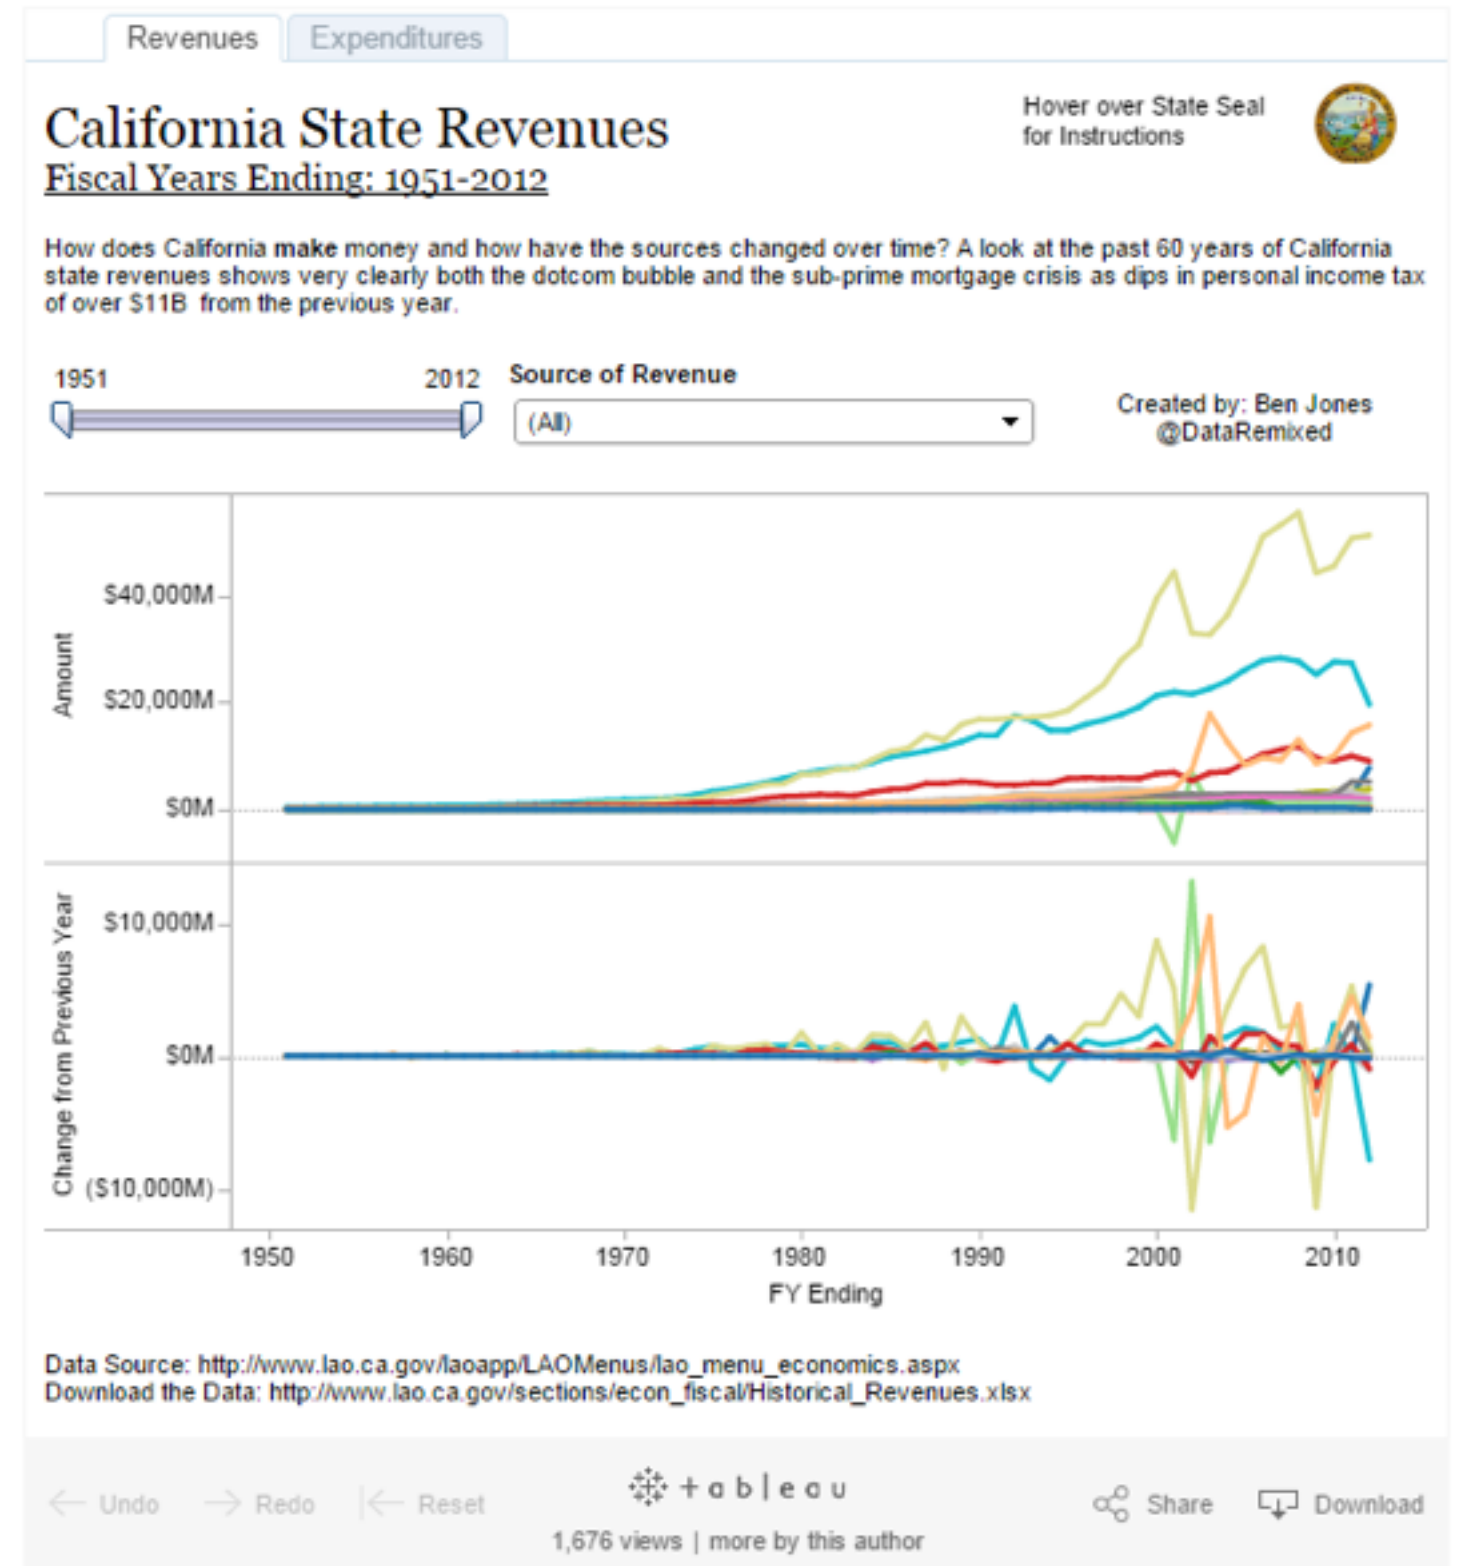 Revenues
Expenditures
California State Revenues
Fiscal Years Ending: 1951-2012
Hover over State Seal
for Instructions
How does California make money and how have the sources changed over time? A look at the past 60 years of California
state revenues shows very clearly both the dotcom bubble and the sub-prime mortgage crisis as dips in personal income tax
of over $11B from the previous year.
1951
2012
Source of Revenue
(All)
Created by: Ben Jones
@DataRemixed
Amount
$40,000M
$20,000M
$0M
Change from Previous Year
$10,000M
$0M
($10,000M)
1950
1960
1970
1980
1990
2000
2010
FY Ending
Data Source: http://www.lao.ca.gov/laoapp/LAOMenus/lao_menu_economics.aspx
Download the Data: http://www.lao.ca.gov/sections/econ_fiscal/Historical_Revenues.xlsx
Undo
Redo
Reset
+ableau
1,676 views | more by this author
Share
Download